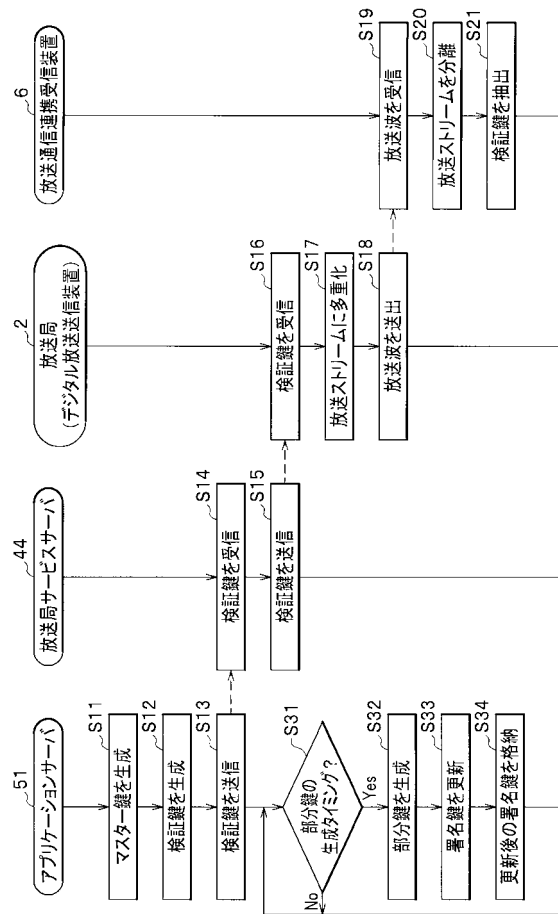 51
アプリケーションサーバ
S11
マスター鍵を生成
S12
検証鍵を生成
S13
検証鍵を送信
S31
部分鍵の
生成タイミング？
No
Yes
S32
部分鍵を生成
S33
署名鍵を更新
S34
更新後の署名鍵を格納
44
放送局サービスサーバ
S14
検証鍵を受信
S15
検証鍵を送信
2
放送局
(デジタル放送送信装置)
S16
検証鍵を受信
S17
放送ストリームに多重化
S18
放送波を送出
6
放送通信連携受信装置
S19
放送波を受信
S20
放送ストリームを分離
S21
検証鍵を抽出